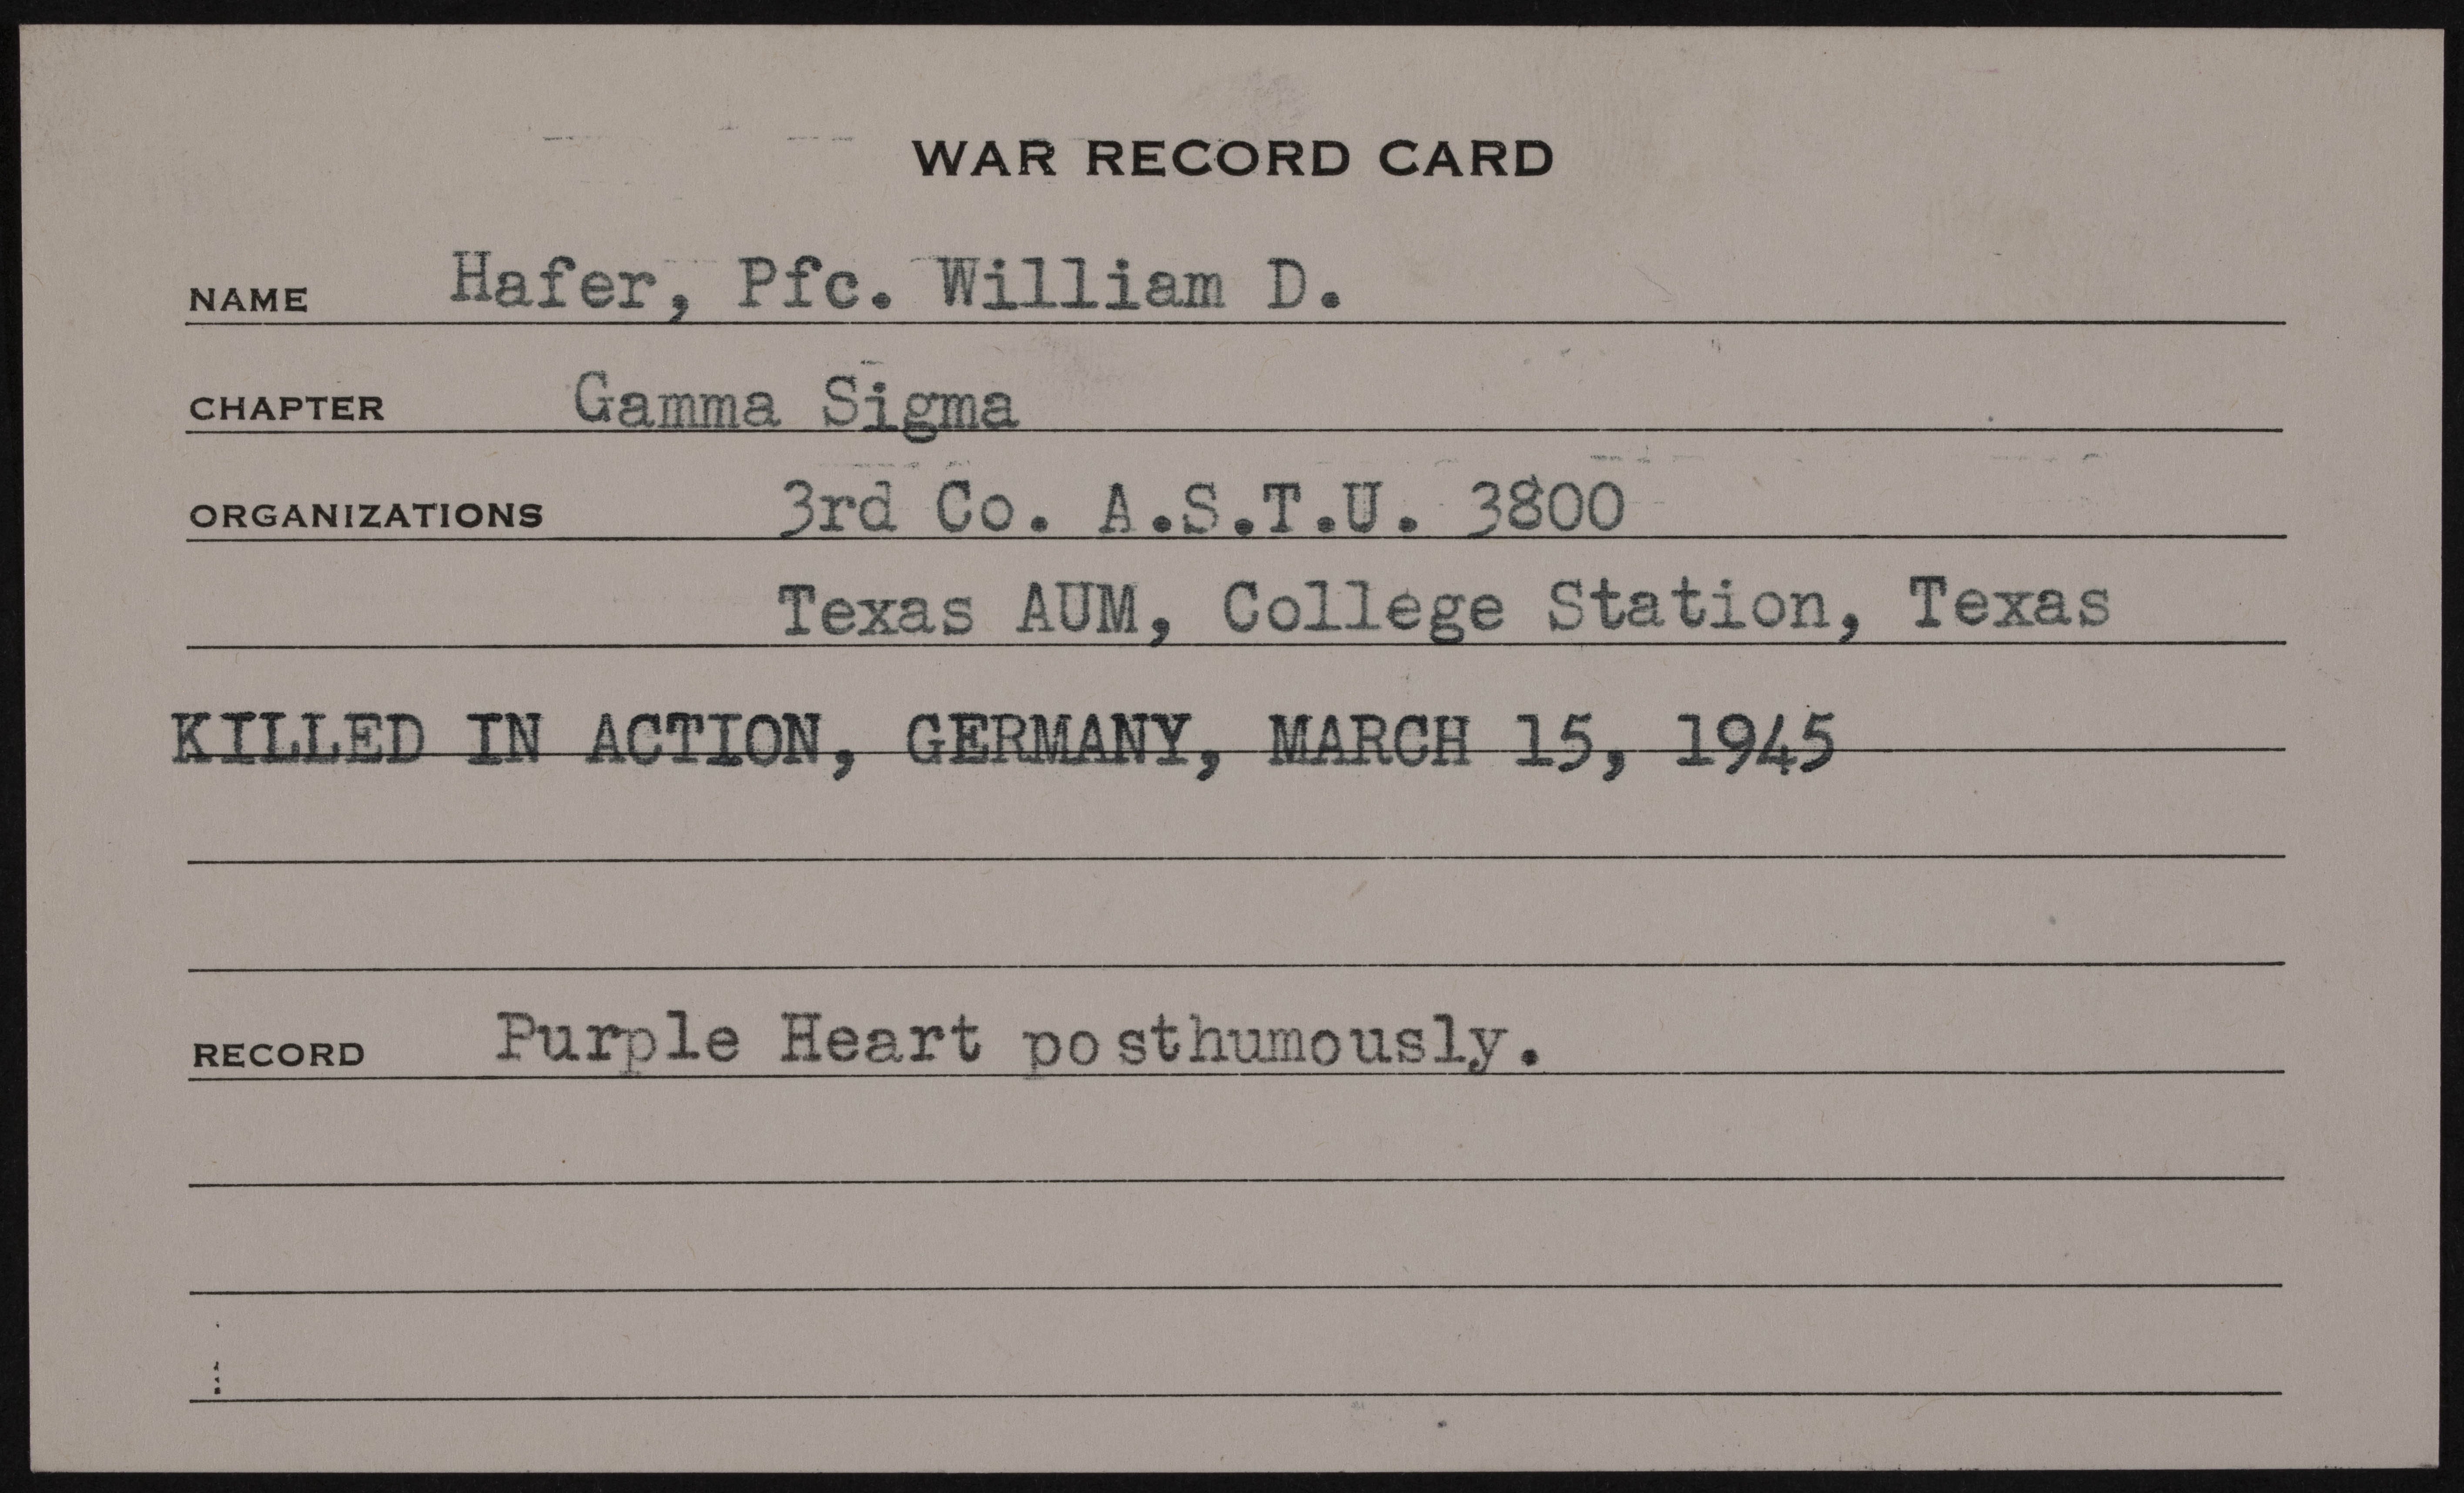 WAR RECORD CARD
NAME Hafer, Pfc. William D.
CHAPTER Gamma Sigma
ORGANIZATIONS 3rd Co. A.S.T.U. 3800
Texas AUM, College Station, Texas
KILLED IN ACTION, GERMANY, MARCH 15, 1945
RECORD Purple Heart posthumously.